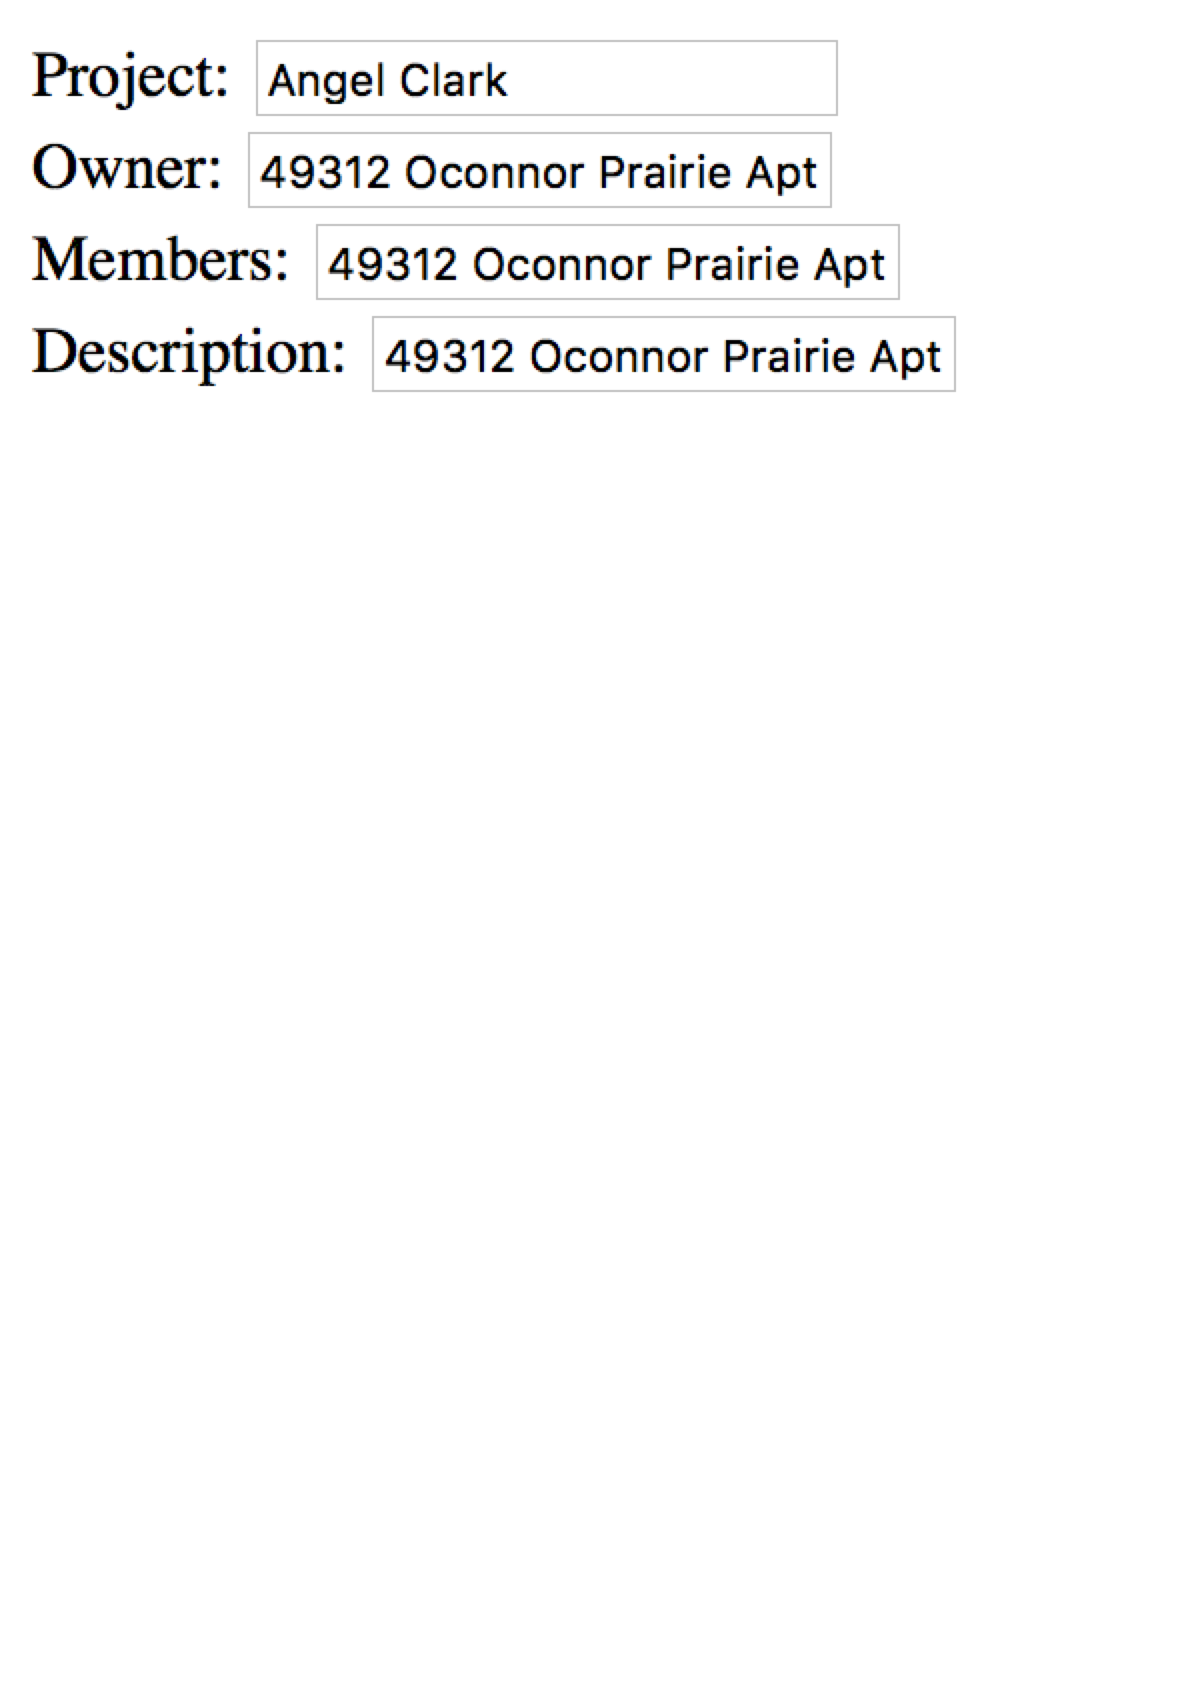 Project: Angel Clark
Owner: 49312 Oconnor Prairie Apt
Members: 49312 Oconnor Prairie Apt
Description: 49312 Oconnor Prairie Apt